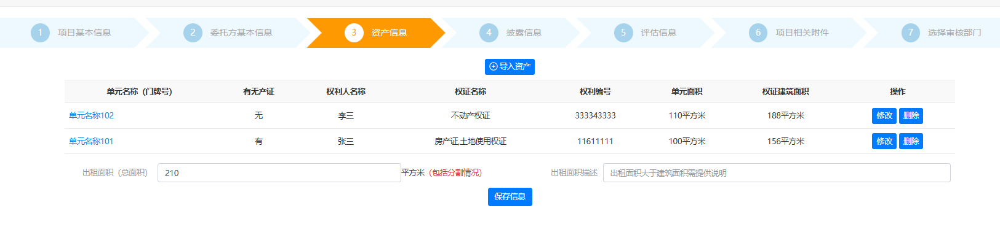 1 项目基本信息 2 委托方基本信息 3 资产信息 4 披露信息 5 评估信息 6 项目相关附件 7 选择审核部门
导入资产
单元名称（门牌号） 有无产证 权利人名称 权证名称 权利编号 单元面积 权证建筑面积 操作
单元名称102 无 李三 不动产权证 333343333 110平方米 188平方米 修改 删除
单元名称101 有 张三 房产证,土地使用权证 11611111 100平方米 156平方米 修改 删除
出租面积（总面积） 210 平方米（包括分割情况） 出租面积描述 出租面积大于建筑面积需提供说明
保存信息